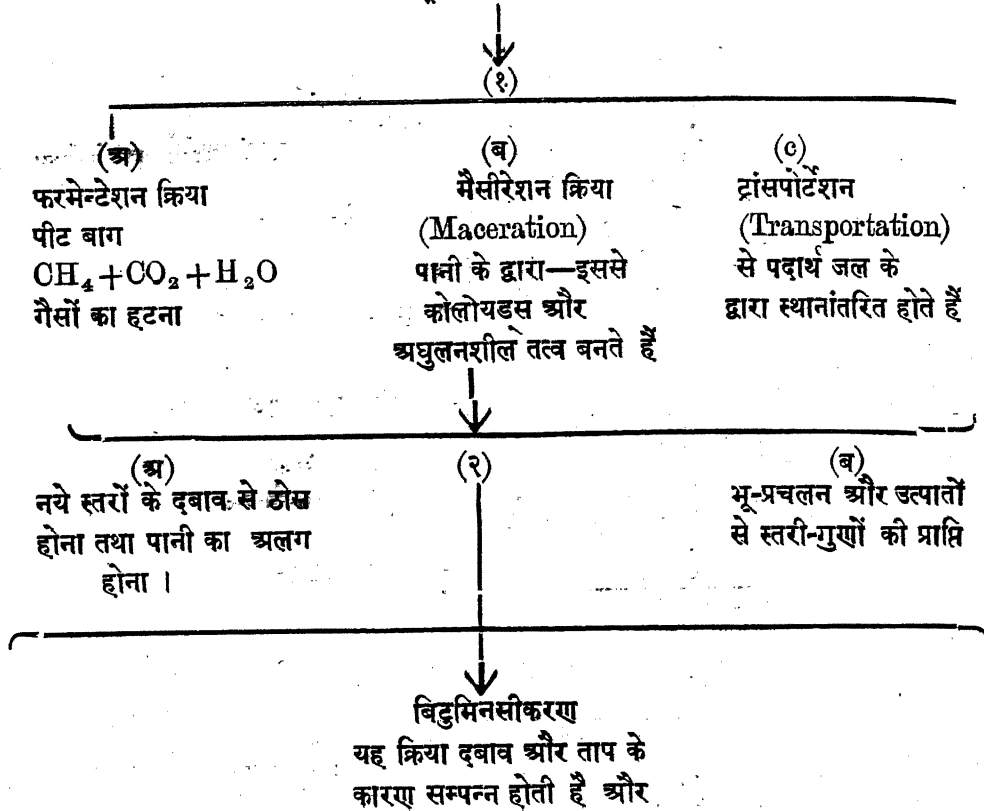 (१)
(अ)
फरमेन्टेशन क्रिया
पीट बाग
CH₄+CO₂+H₂O
गैसों का हटना
(ब)
मैसीरेशन क्रिया
(Maceration)
पानी के द्वारा—इससे
कोलोयडस और
अघुलनशील तत्व बनते हैं
(c)
ट्रांसपोर्टेशन
(Transportation)
से पदार्थ जल के
द्वारा स्थानांतरित होते हैं
(२)
(अ)
नये स्तरों के दबाव से ठोस
होना तथा पानी का अलग
होना ।
(ब)
भू-प्रचलन और उत्पातों
से स्तरी-गुणों की प्राप्ति
बिटुमिनसीकरण
यह क्रिया दबाव और ताप के
कारण सम्पन्न होती है और